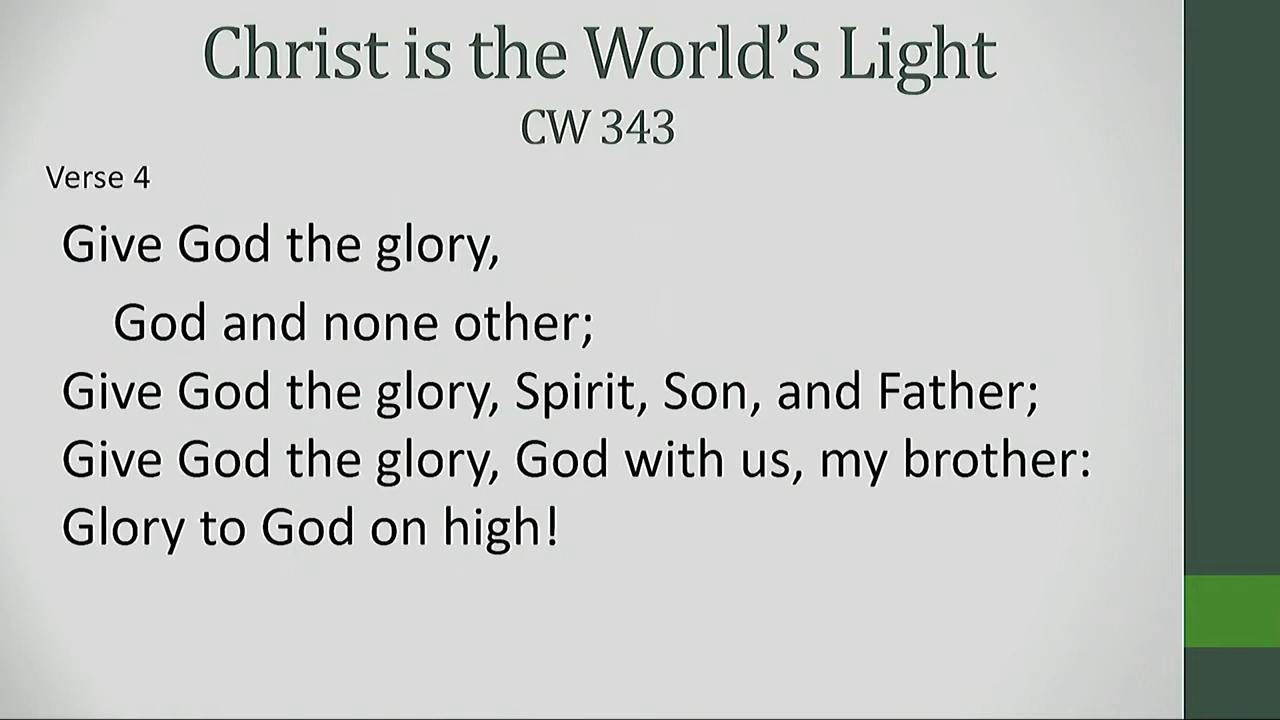 Christ is the World’s Light
CW 343
Verse 4
Give God the glory,
God and none other;
Give God the glory, Spirit, Son, and Father;
Give God the glory, God with us, my brother:
Glory to God on high!